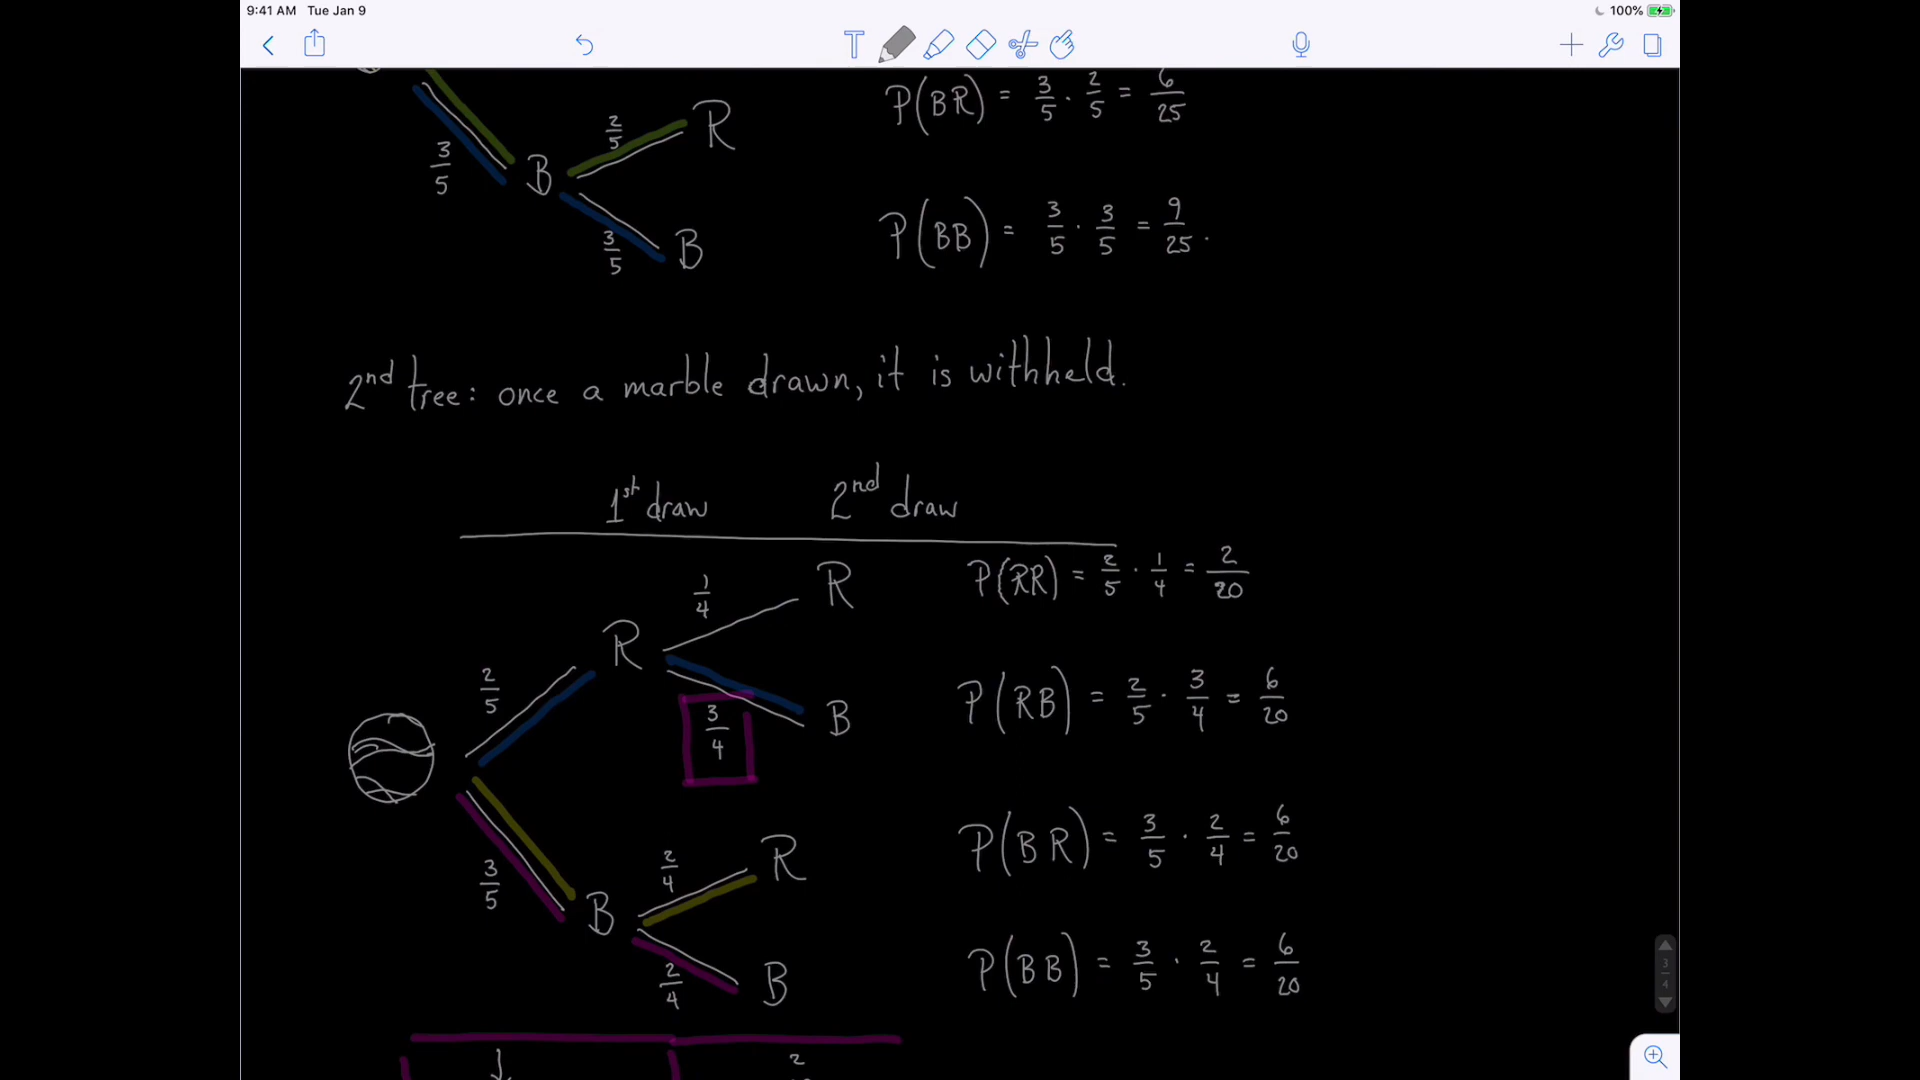 9:41 AM Tue Jan 9
100%
P(BR) = 3/5 · 2/5 = 6/25
2/5
R
3/5
B
P(BB) = 3/5 · 3/5 = 9/25.
3/5
B
2nd tree: once a marble drawn, it is withheld.
1st draw 2nd draw
1/4
R
P(RR) = 2/5 · 1/4 = 2/20
R
2/5
3/4
B
P(RB) = 2/5 · 3/4 = 6/20
3/5
2/4
R
P(BR) = 3/5 · 2/4 = 6/20
B
2/4
B
P(BB) = 3/5 · 2/4 = 6/20
3/4
2